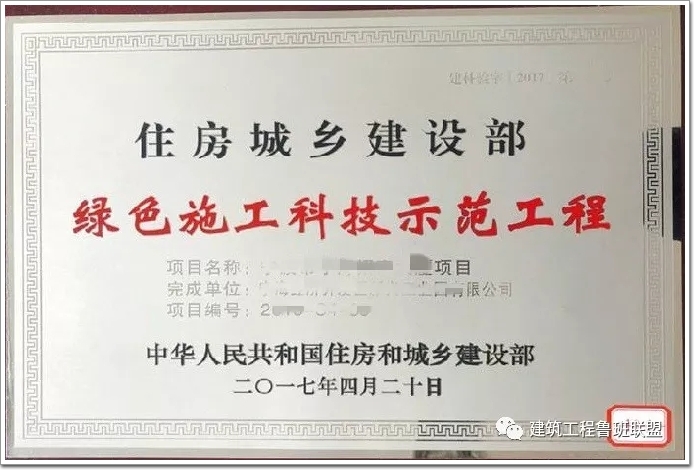 建科验字［2017］第
住房城乡建设部
绿色施工科技示范工程
项目名称：项目
完成单位：有限公司
项目编号：
中华人民共和国住房和城乡建设部
二〇一七年四月二十日
建筑工程鲁班联盟